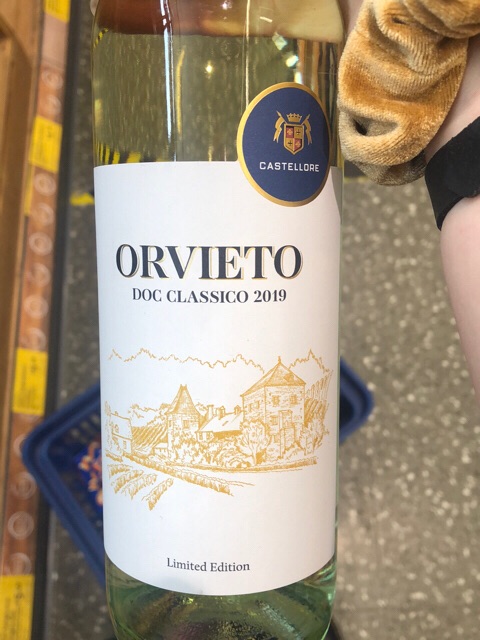 CASTELLORE
ORVIETO
DOC CLASSICO 2019
Limited Edition